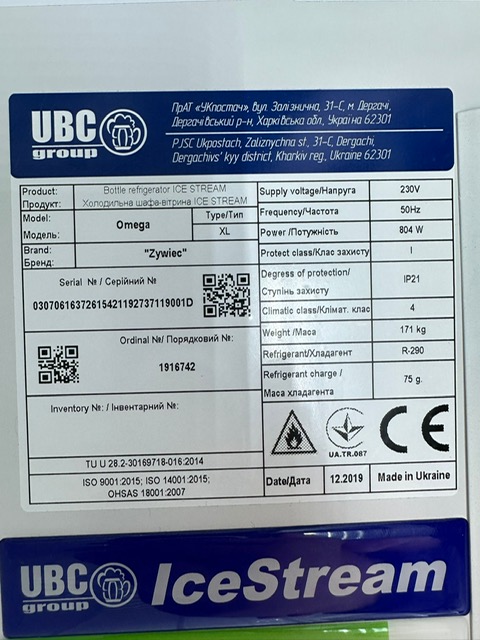 UBC group
ПрАТ «УКпостач», вул. Залізнична, 31-С, м. Дергачі,
Дергачівський р-н, Харківська обл., Україна 62301
PJSC Ukpostach, Zaliznychna st., 31-C, Dergachi,
Dergachivs' kyy district, Kharkiv reg., Ukraine 62301
Product: Bottle refrigerator ICE STREAM
Продукт: Холодильна шафа-вітрина ICE STREAM
Model: Omega Type/Тип
Модель: XL
Brand: "Zywiec"
Бренд:
Serial № / Серійний №
03070616372615421192737119001D
Ordinal №/ Порядковий №:
1916742
Inventory №: / Інвентарний №:
TU U 28.2-30169718-016:2014
ISO 9001:2015; ISO 14001:2015;
OHSAS 18001:2007
Supply voltage/Напруга 230V
Frequency/Частота 50Hz
Power /Потужність 804 W
Protect class/Клас захисту I
Degress of protection/
Ступінь захисту IP21
Climatic class/Клімат. клас 4
Weight /Маса 171 kg
Refrigerant/Хладагент R-290
Refrigerant charge /
Маса хладагента 75 g.
UA.TR.087
CE
Date/Дата 12.2019 Made in Ukraine
UBC group IceStream